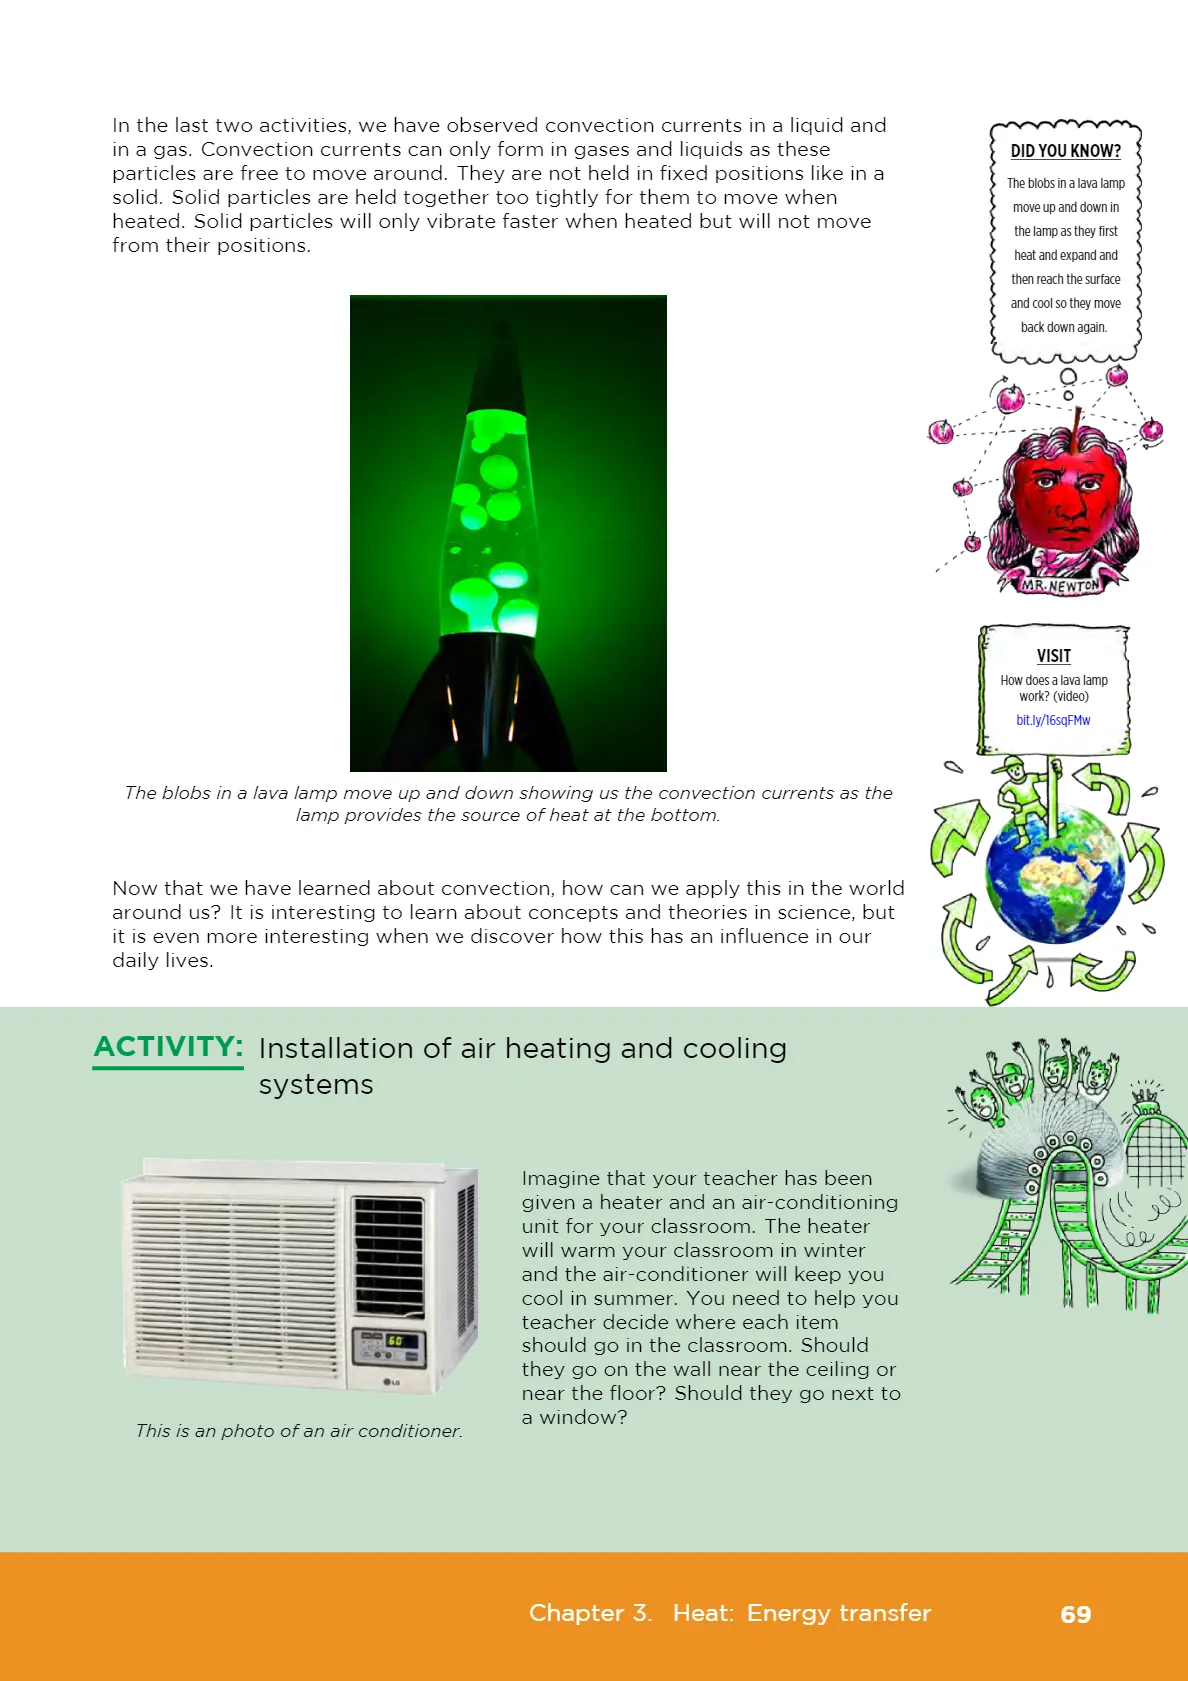 In the last two activities, we have observed convection currents in a liquid and
in a gas. Convection currents can only form in gases and liquids as these
particles are free to move around. They are not held in fixed positions like in a
solid. Solid particles are held together too tightly for them to move when
heated. Solid particles will only vibrate faster when heated but will not move
from their positions.
The blobs in a lava lamp move up and down showing us the convection currents as the
lamp provides the source of heat at the bottom.
Now that we have learned about convection, how can we apply this in the world
around us? It is interesting to learn about concepts and theories in science, but
it is even more interesting when we discover how this has an influence in our
daily lives.
DID YOU KNOW?
The blobs in a lava lamp
move up and down in
the lamp as they first
heat and expand and
then reach the surface
and cool so they move
back down again.
MR. NEWTON
VISIT
How does a lava lamp
work? (video)
bit.ly/16sqFMw
ACTIVITY: Installation of air heating and cooling
systems
60
LG
This is an photo of an air conditioner.
Imagine that your teacher has been
given a heater and an air-conditioning
unit for your classroom. The heater
will warm your classroom in winter
and the air-conditioner will keep you
cool in summer. You need to help you
teacher decide where each item
should go in the classroom. Should
they go on the wall near the ceiling or
near the floor? Should they go next to
a window?
Chapter 3. Heat: Energy transfer 69